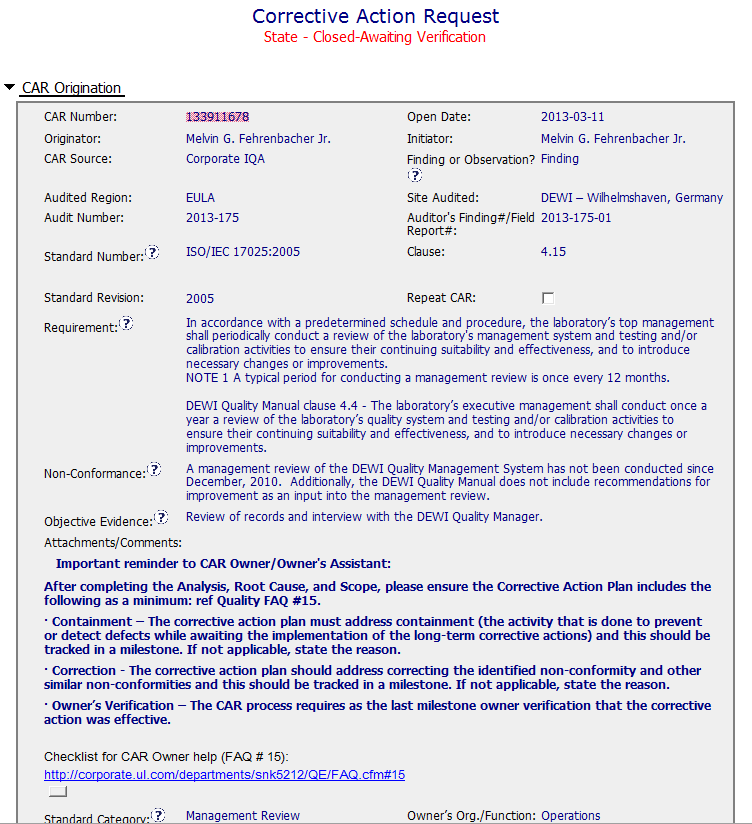 Corrective Action Request
State - Closed-Awaiting Verification
CAR Origination
CAR Number: 133911678 Open Date: 2013-03-11
Originator: Melvin G. Fehrenbacher Jr. Initiator: Melvin G. Fehrenbacher Jr.
CAR Source: Corporate IQA Finding or Observation? Finding
?
Audited Region: EULA Site Audited: DEWI – Wilhelmshaven, Germany
Audit Number: 2013-175 Auditor's Finding#/Field 2013-175-01
Report#:
Standard Number: ? ISO/IEC 17025:2005 Clause: 4.15
Standard Revision: 2005 Repeat CAR:
Requirement: ? In accordance with a predetermined schedule and procedure, the laboratory's top management
shall periodically conduct a review of the laboratory's management system and testing and/or
calibration activities to ensure their continuing suitability and effectiveness, and to introduce
necessary changes or improvements.
NOTE 1 A typical period for conducting a management review is once every 12 months.
DEWI Quality Manual clause 4.4 - The laboratory's executive management shall conduct once a
year a review of the laboratory's quality system and testing and/or calibration activities to
ensure their continuing suitability and effectiveness, and to introduce necessary changes or
improvements.
Non-Conformance: ? A management review of the DEWI Quality Management System has not been conducted since
December, 2010. Additionally, the DEWI Quality Manual does not include recommendations for
improvement as an input into the management review.
Objective Evidence: ? Review of records and interview with the DEWI Quality Manager.
Attachments/Comments:
Important reminder to CAR Owner/Owner's Assistant:
After completing the Analysis, Root Cause, and Scope, please ensure the Corrective Action Plan includes the
following as a minimum: ref Quality FAQ #15.
· Containment – The corrective action plan must address containment (the activity that is done to prevent
or detect defects while awaiting the implementation of the long-term corrective actions) and this should be
tracked in a milestone. If not applicable, state the reason.
· Correction - The corrective action plan should address correcting the identified non-conformity and other
similar non-conformities and this should be tracked in a milestone. If not applicable, state the reason.
· Owner's Verification – The CAR process requires as the last milestone owner verification that the corrective
action was effective.
Checklist for CAR Owner help (FAQ # 15):
http://corporate.ul.com/departments/snk5212/QE/FAQ.cfm#15
Standard Category: ? Management Review Owner's Org./Function: Operations